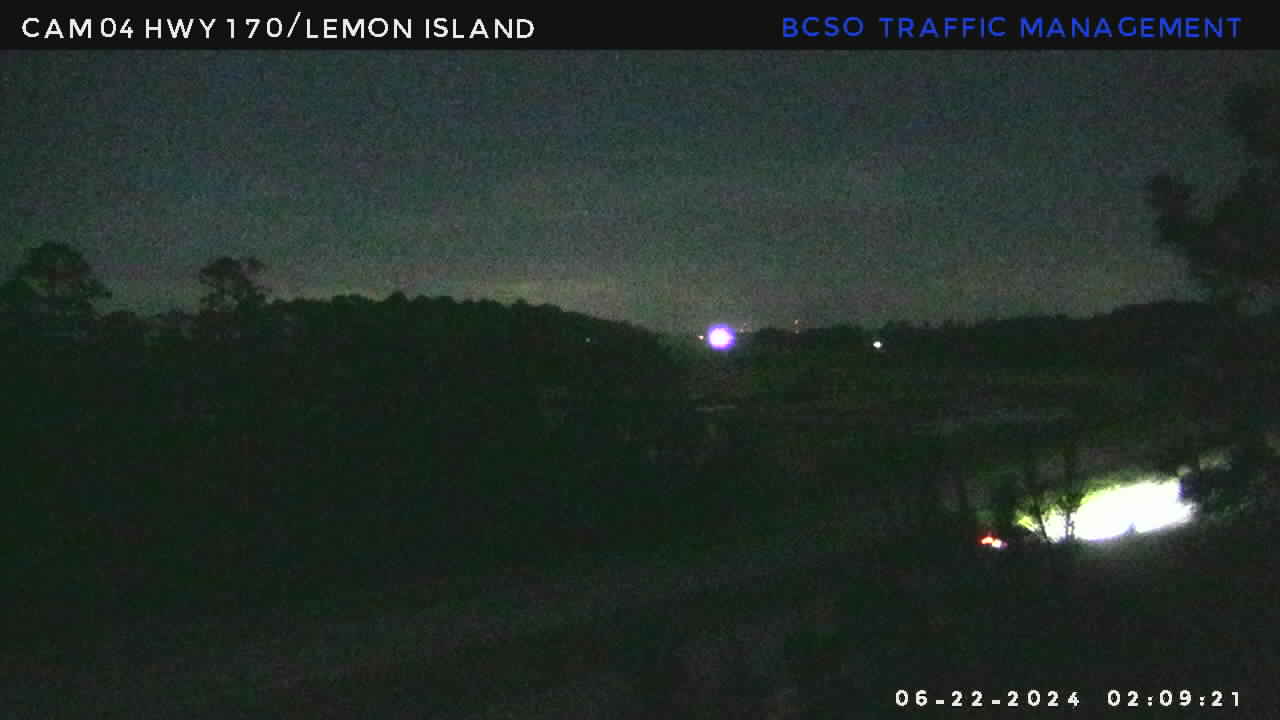 CAM04 HWY 170/LEMON ISLAND
BCSO TRAFFIC MANAGEMENT
06-22-2024 02:09:21